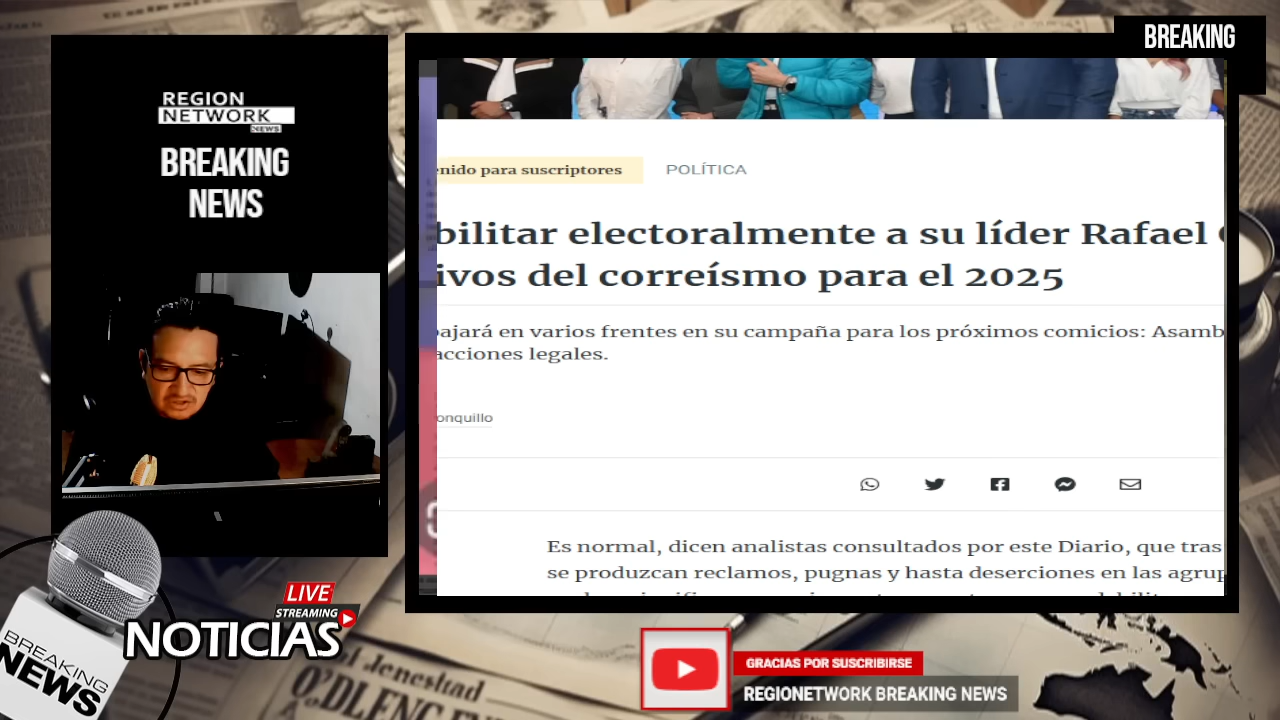 BREAKING
REGION
NETWORK
NEWS
BREAKING
NEWS
enido para suscriptores
POLÍTICA
bilitar electoralmente a su líder Rafael
ivos del correísmo para el 2025
bajará en varios frentes en su campaña para los próximos comicios: Asamb
acciones legales.
onquillo
Es normal, dicen analistas consultados por este Diario, que tras
se produzcan reclamos, pugnas y hasta deserciones en las agrup
LIVE
STREAMING
NOTICIAS
BREAKING
NEWS
GRACIAS POR SUSCRIBIRSE
REGIONETWORK BREAKING NEWS